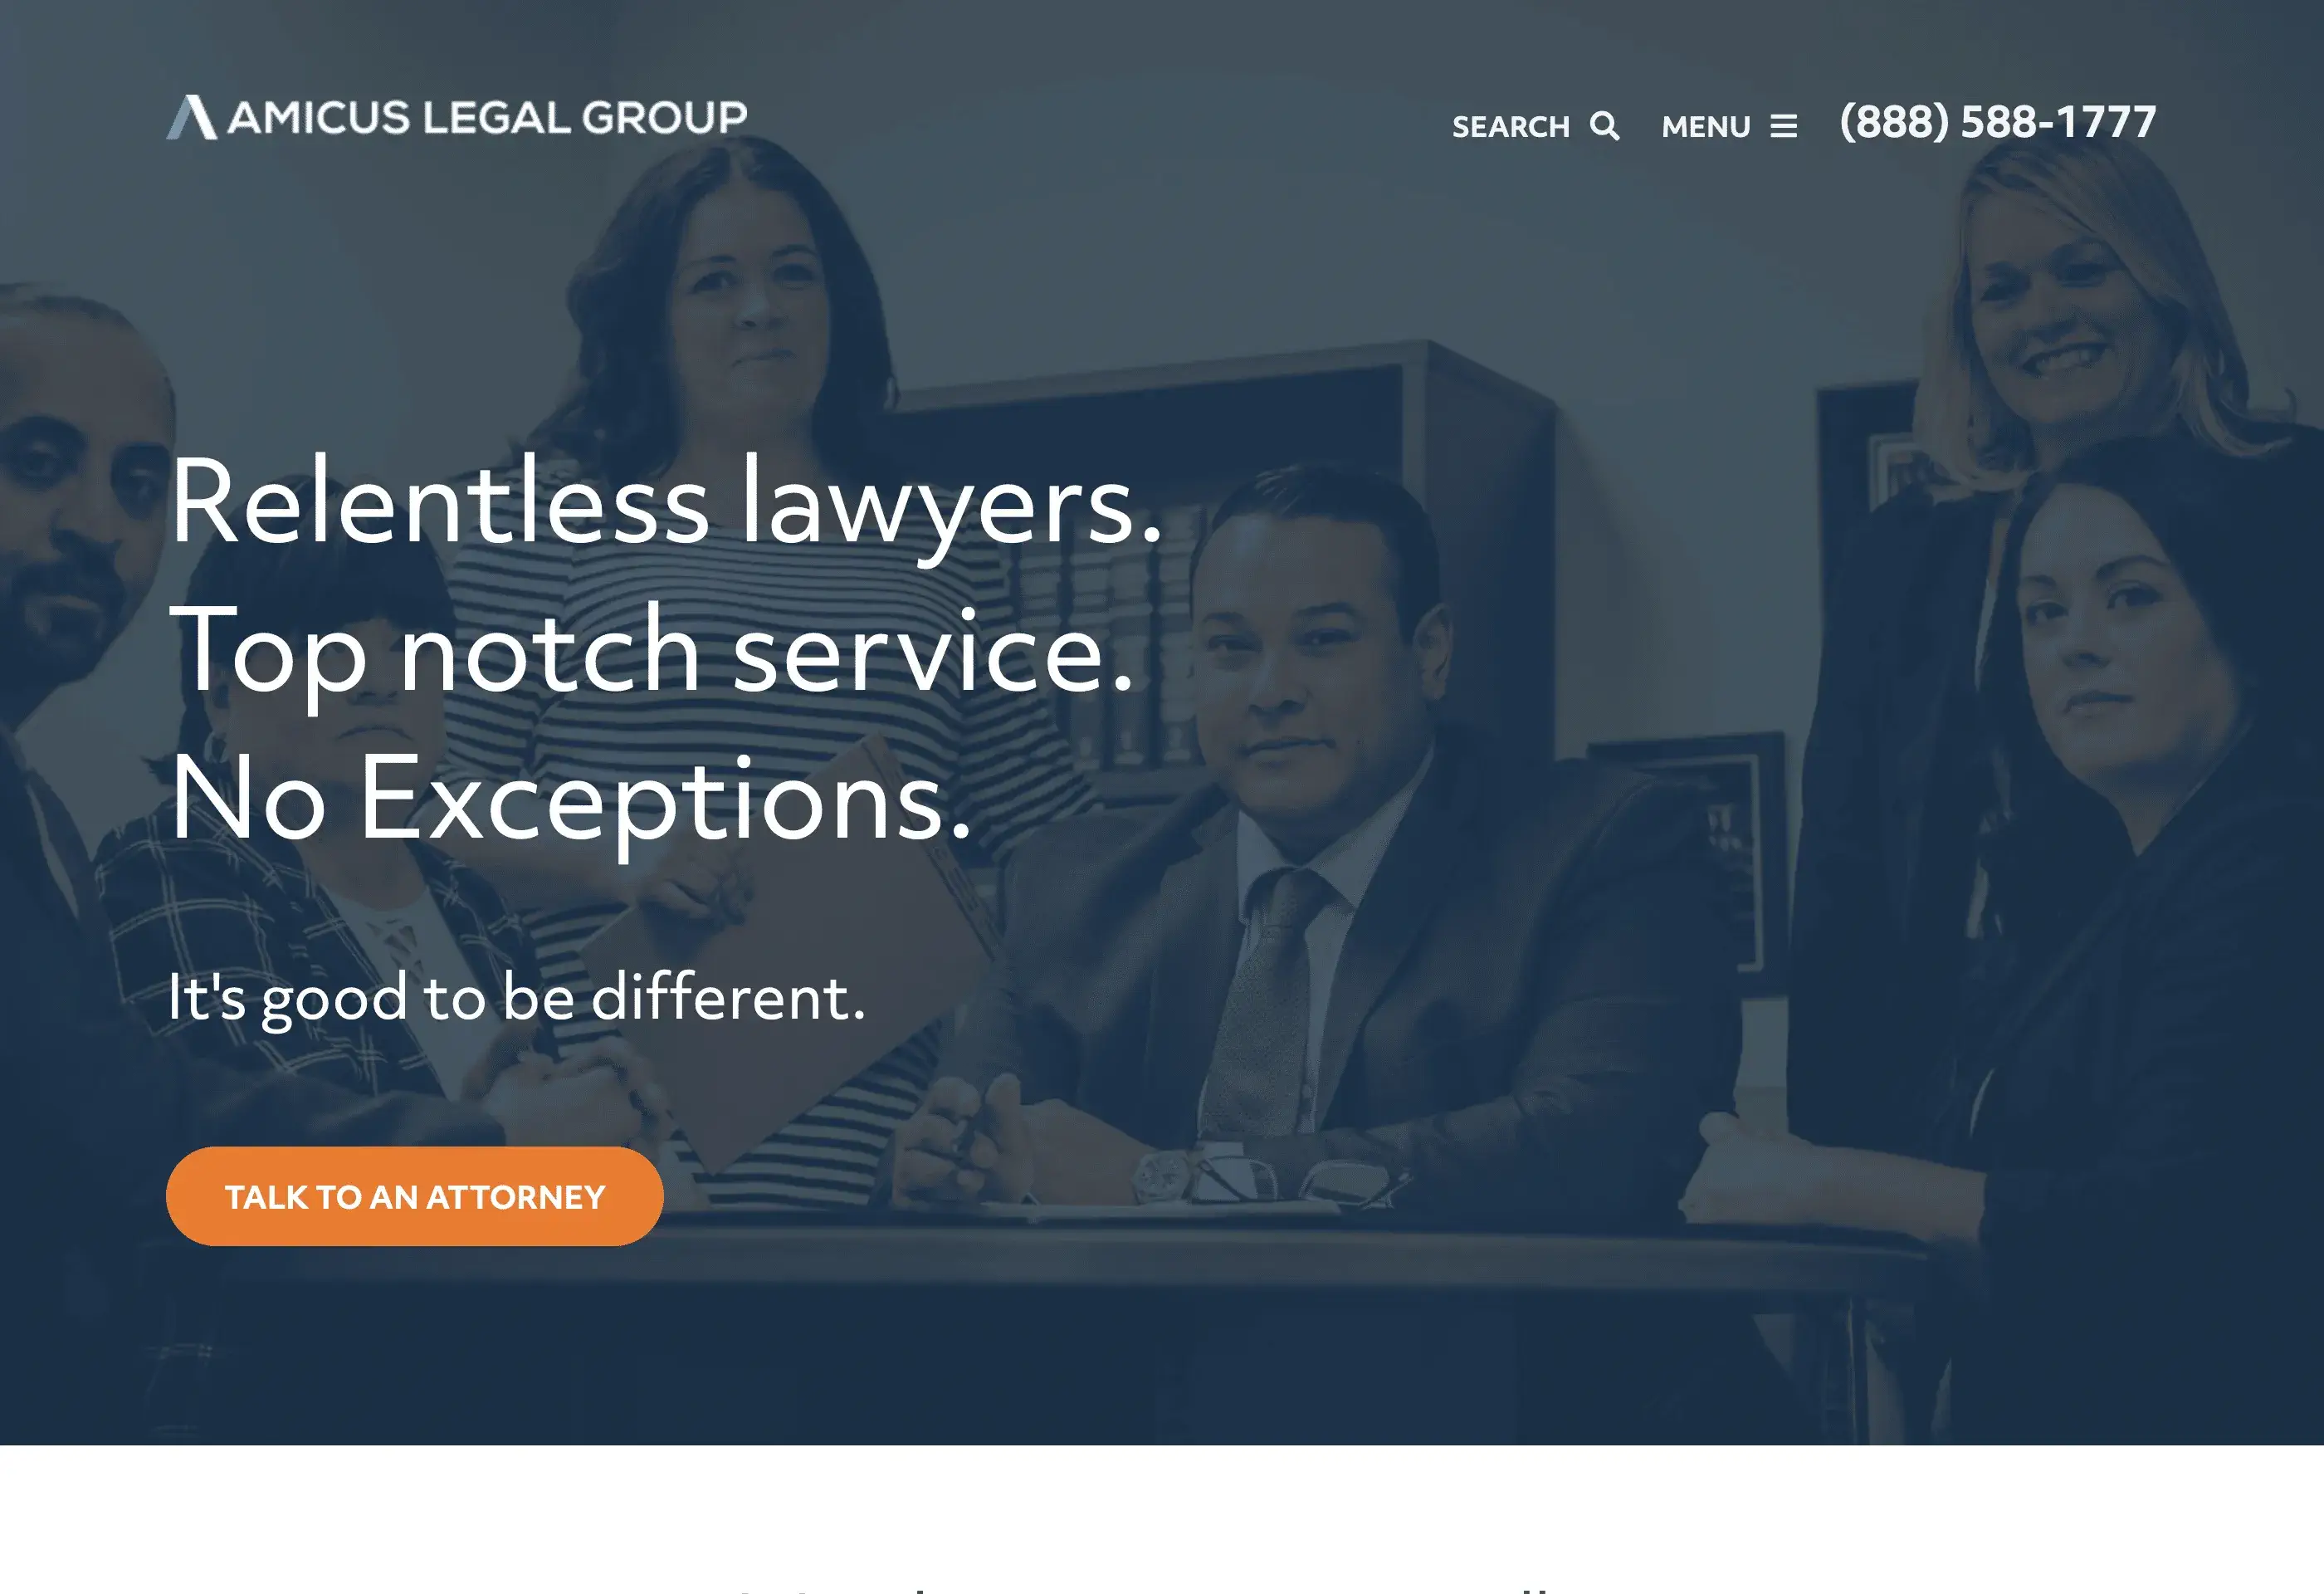 AMICUS LEGAL GROUP
SEARCH MENU (888) 588-1777
Relentless lawyers.
Top notch service.
No Exceptions.
It's good to be different.
TALK TO AN ATTORNEY